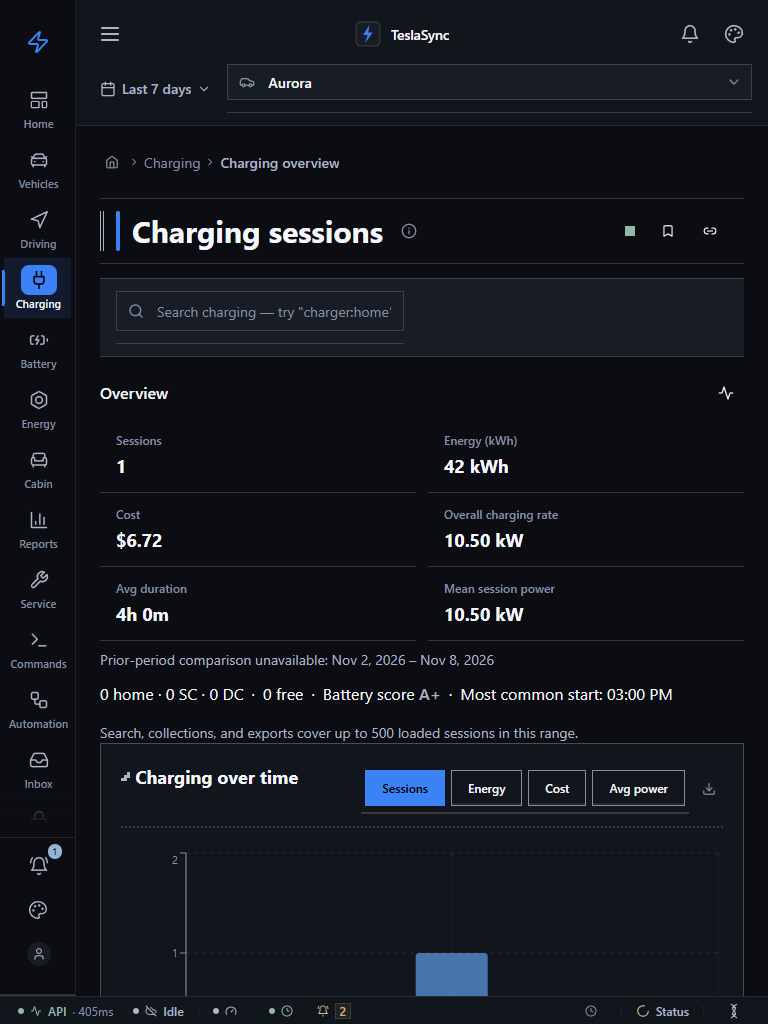 TeslaSync
Last 7 days
Aurora
Home
Vehicles
Driving
Charging
Battery
Energy
Cabin
Reports
Service
Commands
Automation
Inbox
1
Charging
Charging overview
Charging sessions
Search charging — try "charger:home"
Overview
Sessions
1
Energy (kWh)
42 kWh
Cost
$6.72
Overall charging rate
10.50 kW
Avg duration
4h 0m
Mean session power
10.50 kW
Prior-period comparison unavailable: Nov 2, 2026 – Nov 8, 2026
0 home · 0 SC · 0 DC · 0 free · Battery score A+ · Most common start: 03:00 PM
Search, collections, and exports cover up to 500 loaded sessions in this range.
Charging over time
Sessions
Energy
Cost
Avg power
2
1
API · 405ms
Idle
2
Status